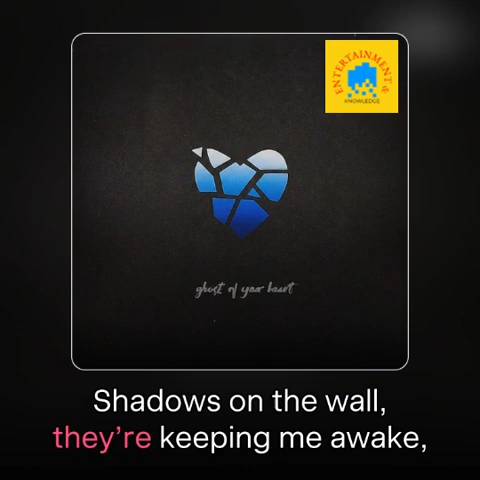 ENTERTAINMENT &
KNOWLEDGE
ghost of your heart
Shadows on the wall,
they're keeping me awake,